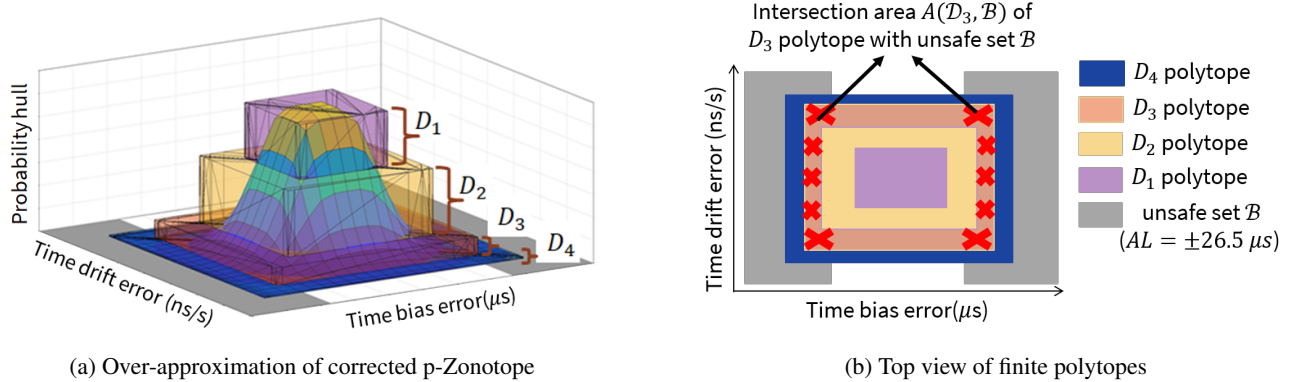 Probability hull
Time drift error (ns/s)
Time bias error(μs)
D₁
D₂
D₃
D₄
(a) Over-approximation of corrected p-Zonotope
Intersection area A(D₃, ℬ) of
D₃ polytope with unsafe set ℬ
Time drift error (ns/s)
Time bias error(μs)
D₄ polytope
D₃ polytope
D₂ polytope
D₁ polytope
unsafe set ℬ
(AL = ±26.5 μs)
(b) Top view of finite polytopes